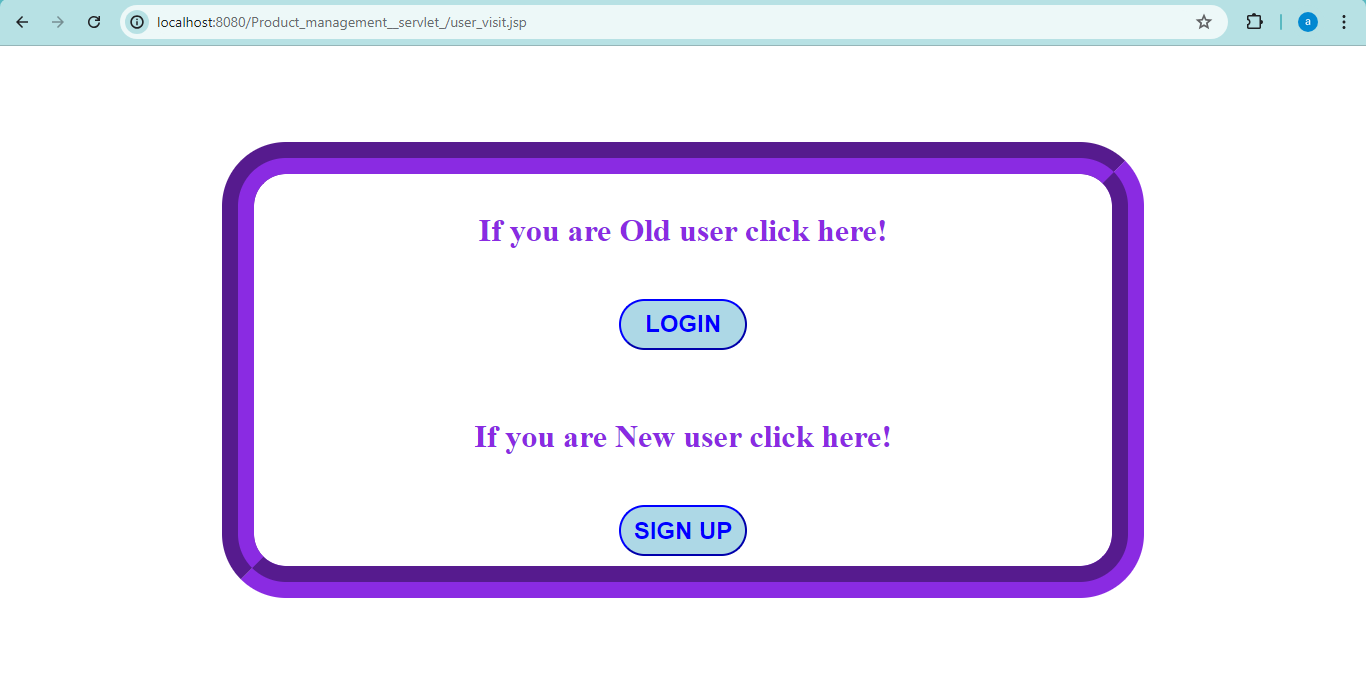 localhost:8080/Product_management__servlet_/user_visit.jsp
a
If you are Old user click here!
LOGIN
If you are New user click here!
SIGN UP